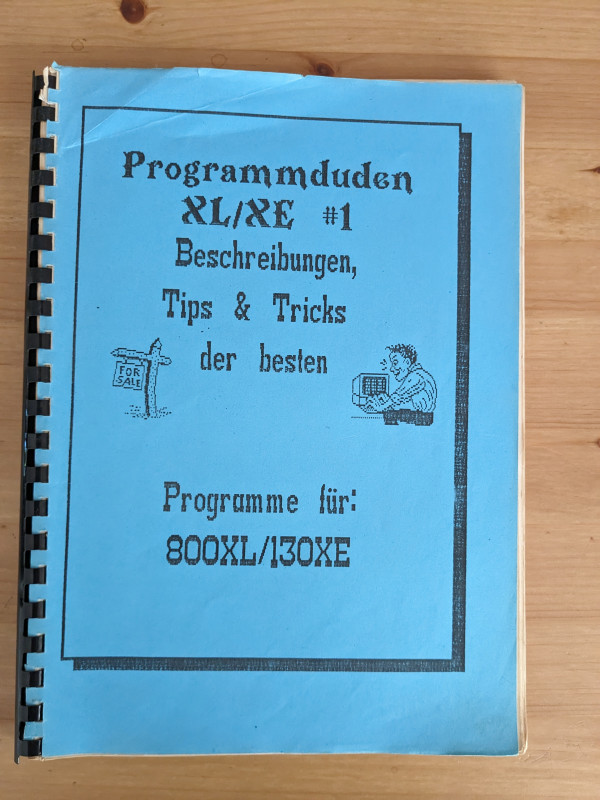 Programmduden
XL/XE #1
Beschreibungen,
Tips & Tricks
der besten
FOR
SALE
Programme für:
800XL/130XE